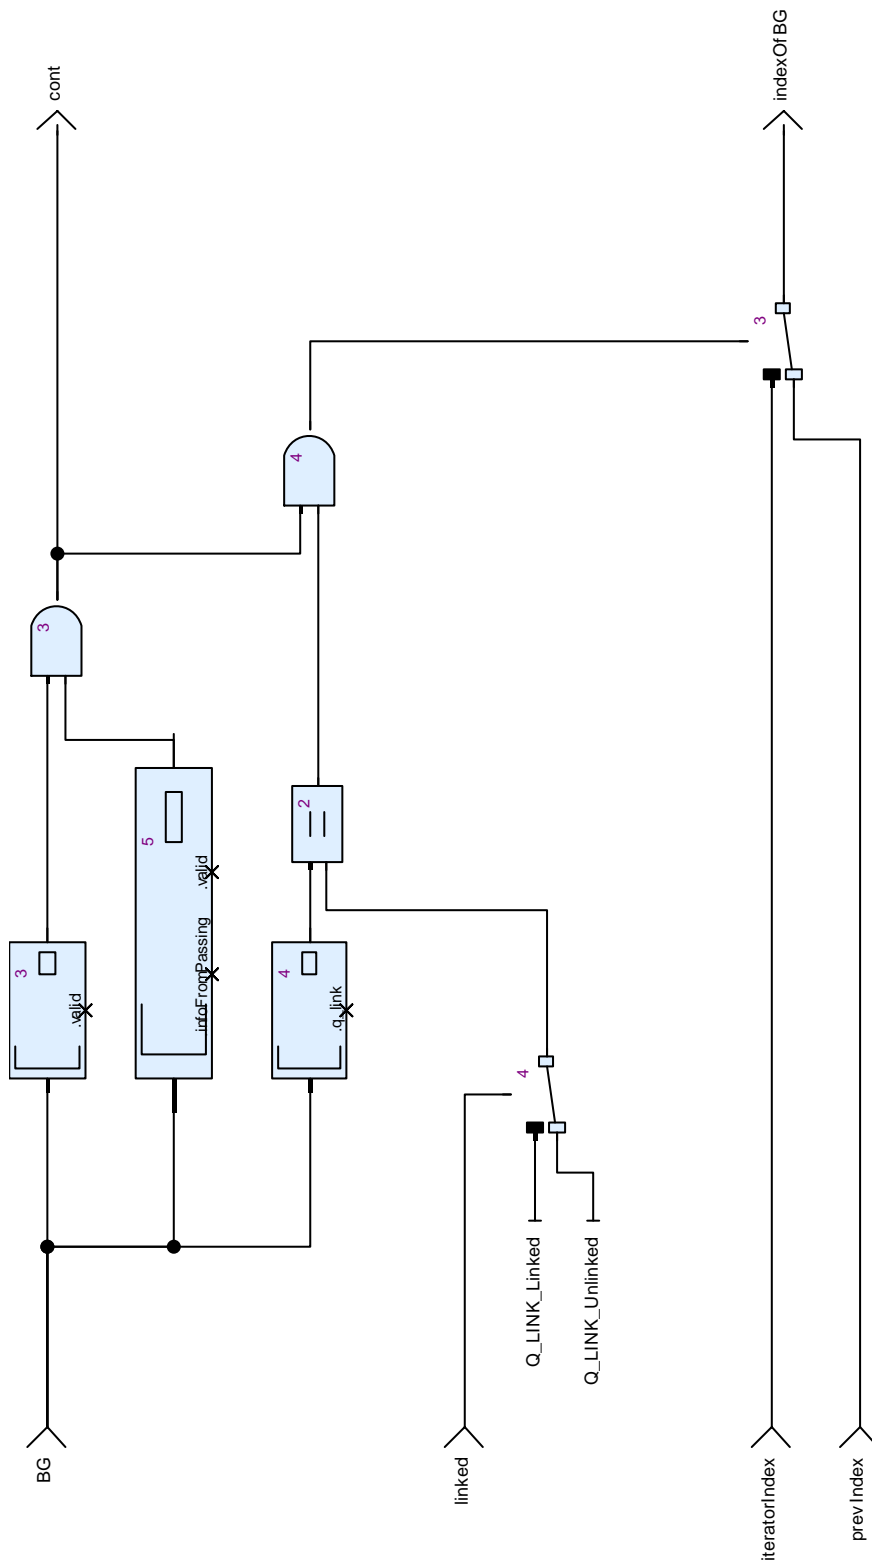 cont
indexOfBG
3
4
3
2
5
.valid
infoFromPassing
3
.valid
4
.q_link
4
Q_LINK_Linked
Q_LINK_Unlinked
BG
linked
iteratorIndex
prevIndex